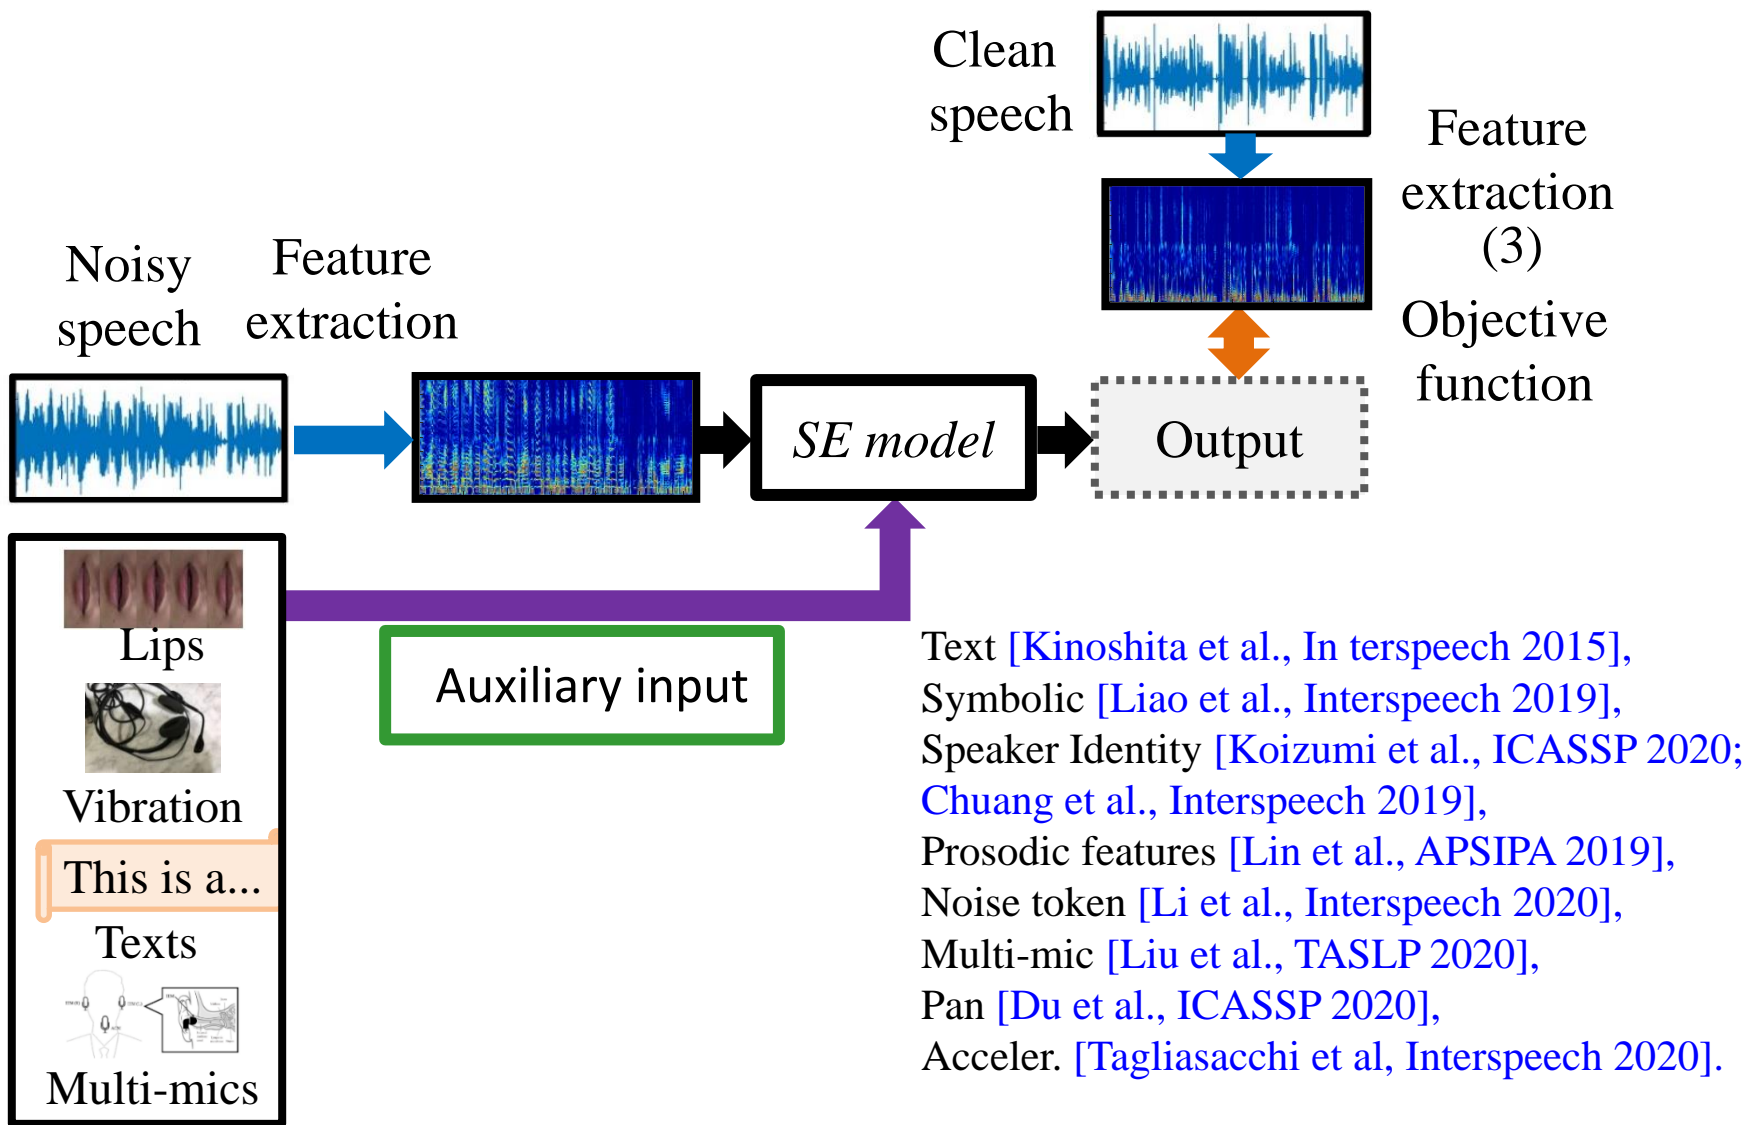 Clean
speech
Feature
extraction
(3)
Objective
function
Noisy
speech
Feature
extraction
SE model
Output
Lips
Vibration
This is a...
Texts
Multi-mics
Auxiliary input
Text [Kinoshita et al., In terspeech 2015],
Symbolic [Liao et al., Interspeech 2019],
Speaker Identity [Koizumi et al., ICASSP 2020;
Chuang et al., Interspeech 2019],
Prosodic features [Lin et al., APSIPA 2019],
Noise token [Li et al., Interspeech 2020],
Multi-mic [Liu et al., TASLP 2020],
Pan [Du et al., ICASSP 2020],
Acceler. [Tagliasacchi et al, Interspeech 2020].